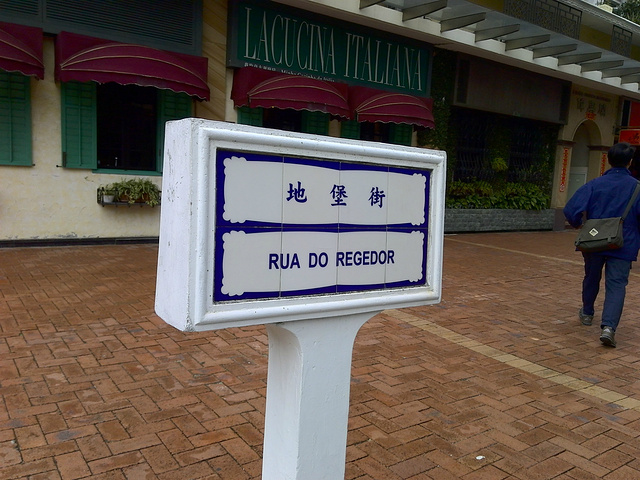 LACUCINA ITALIANA
地堡街
RUA DO REGEDOR